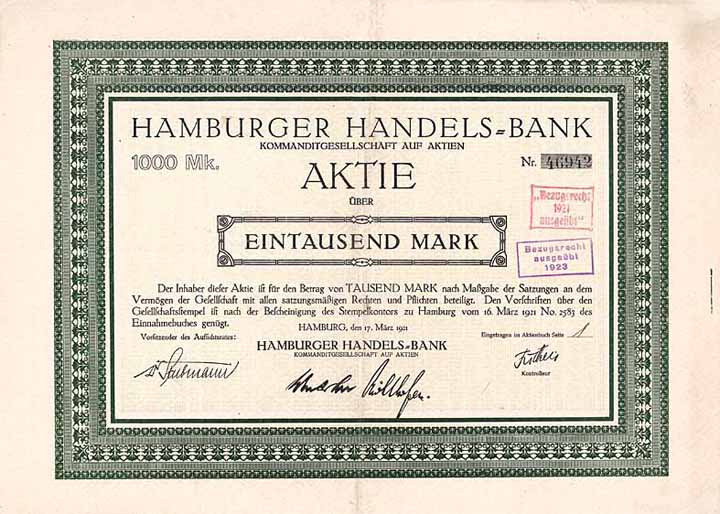 HAMBURGER HANDELS=BANK
KOMMANDITGESELLSCHAFT AUF AKTIEN
1000 Mk.
Nr. 46942
AKTIE
ÜBER
„Bezugsrecht
1921
ausgeübt"
EINTAUSEND MARK
Bezugsrecht
ausgeübt
1923
Der Inhaber dieser Aktie ist für den Betrag von TAUSEND MARK nach Maßgabe der Satzungen an dem
Vermögen der Gesellschaft mit allen satzungsmäßigen Rechten und Pflichten beteiligt. Den Vorschriften über den
Gesellschaftsstempel ist nach der Bescheinigung des Stempelkontors zu Hamburg vom 16. März 1921 No. 2583 des
Einnahmebuches genügt.
HAMBURG, den 17. März 1921
Vorsitzender des Aufsichtsrates:
Eingetragen im Aktienbuch Seite 1
HAMBURGER HANDELS=BANK
KOMMANDITGESELLSCHAFT AUF AKTIEN
Kontrolleur